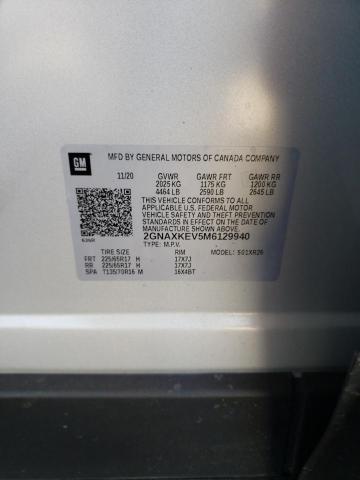 GM
MFD BY GENERAL MOTORS OF CANADA COMPANY
11/20 GVWR GAWR FRT GAWR RR
2025 KG 1175 KG 1200 KG
4464 LB 2590 LB 2645 LB
THIS VEHICLE CONFORMS TO ALL
APPLICABLE U.S. FEDERAL MOTOR
VEHICLE SAFETY AND THEFT PREVENTION
STANDARDS IN EFFECT ON THE DATE OF
MANUFACTURE SHOWN ABOVE.
2GNAXKEV5M6129940
TYPE: M.P.V. MODEL: 501XR26
TIRE SIZE RIM
FRT 225/65R17 H 17X7J
RR 225/65R17 H 17X7J
SPA T135/70R16 M 16X4BT